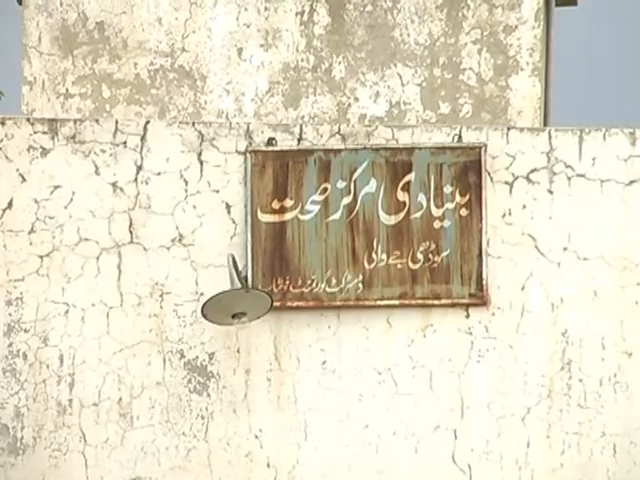 بنیادی مرکز صحت
سوڈھی جے والی
ڈسٹرکٹ گورنمنٹ خوشاب